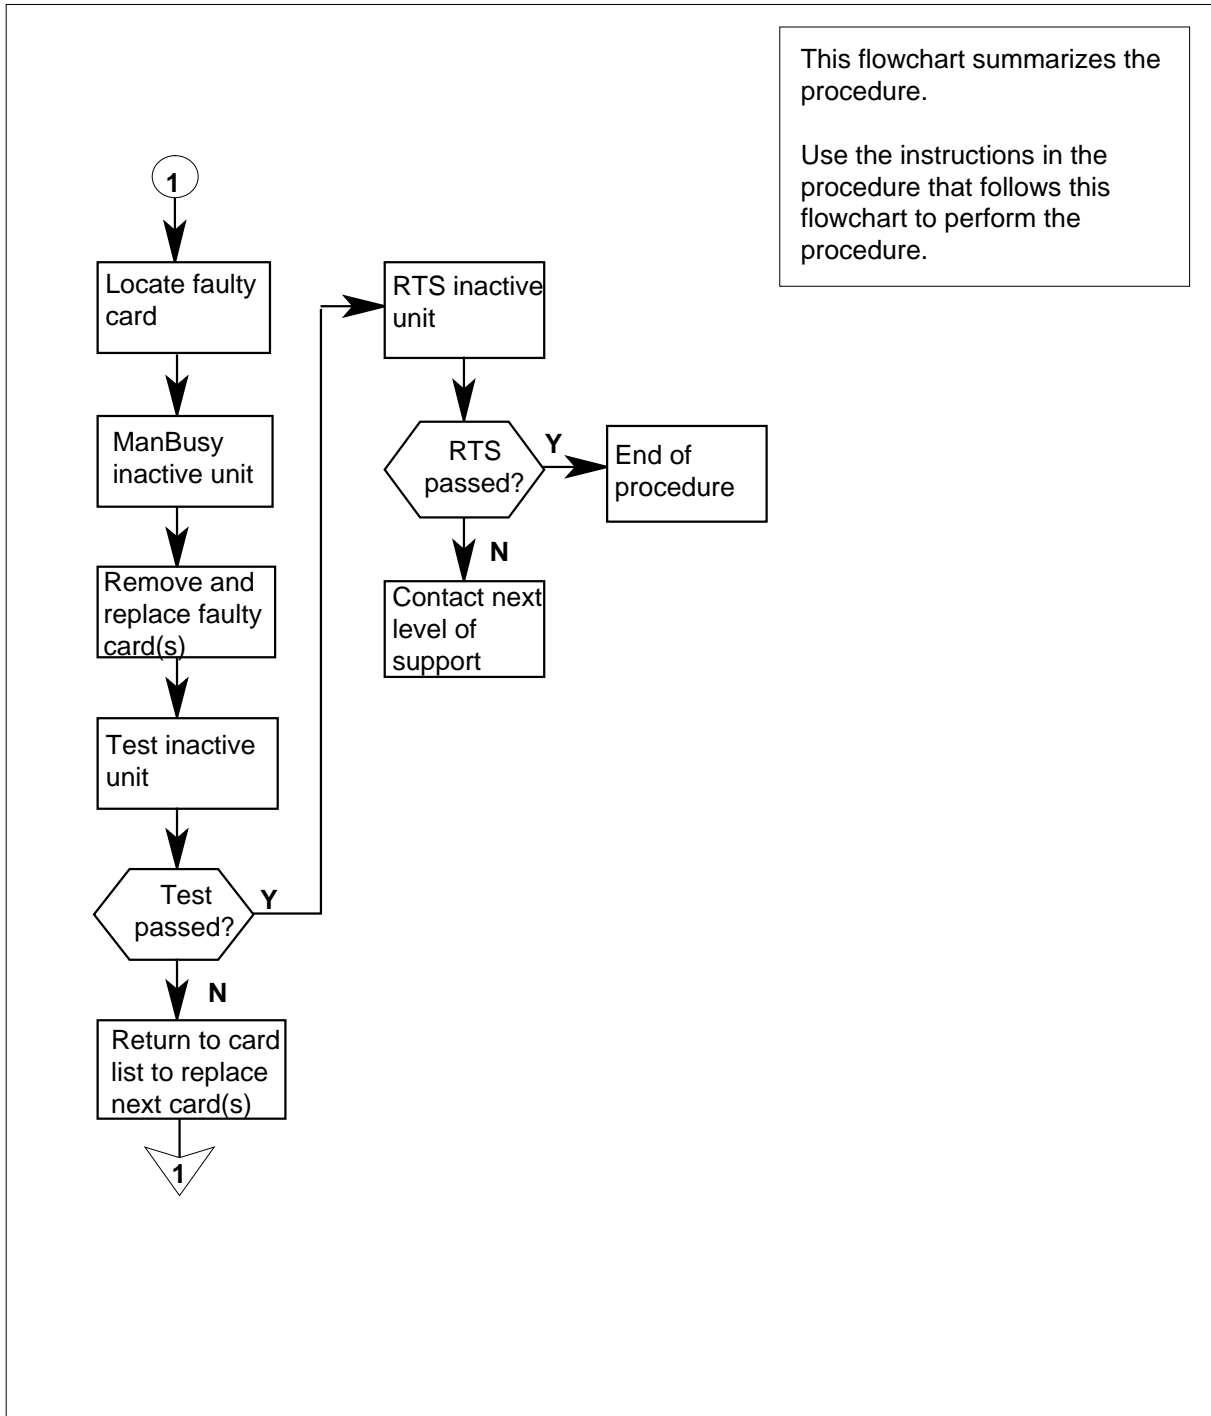 This flowchart summarizes the
procedure.
Use the instructions in the
procedure that follows this
flowchart to perform the
procedure.
1
Locate faulty
card
ManBusy
inactive unit
Remove and
replace faulty
card(s)
Test inactive
unit
Test
passed?
Y
N
Return to card
list to replace
next card(s)
1
RTS inactive
unit
RTS
passed?
Y
End of
procedure
N
Contact next
level of
support